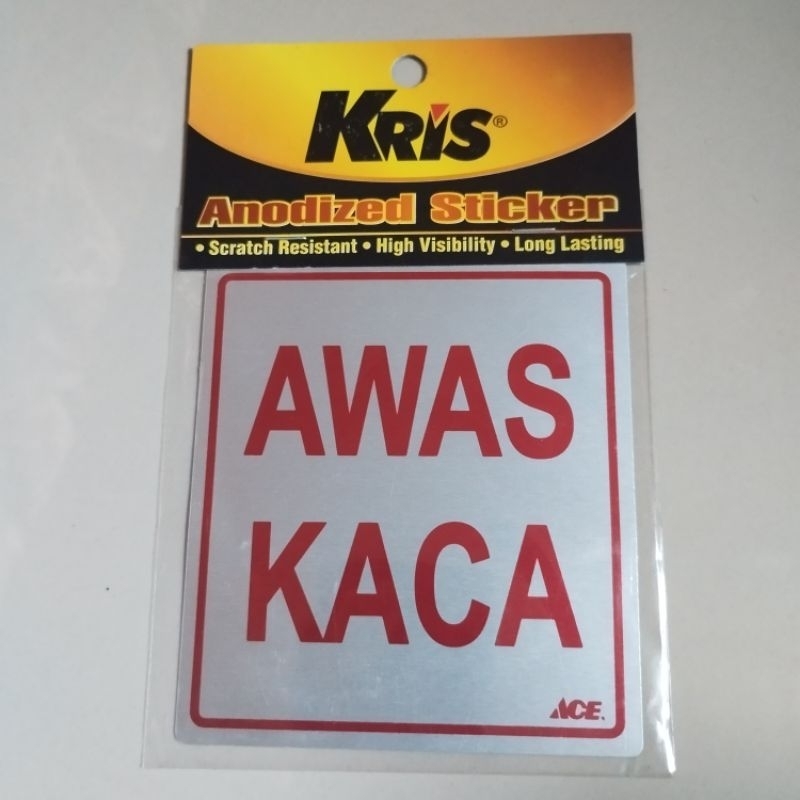 KRIS®
Anodized Sticker
• Scratch Resistant • High Visibility • Long Lasting
AWAS
KACA
ACE.